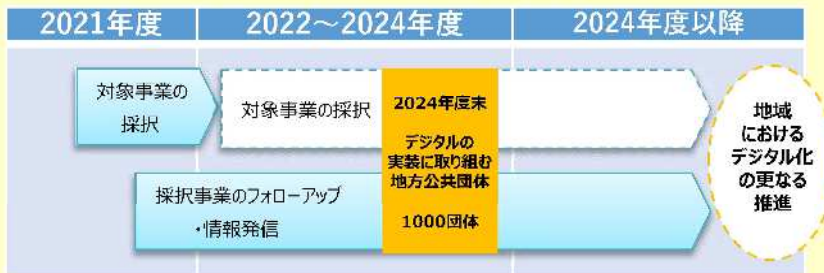 2021年度
2022～2024年度
2024年度以降
対象事業の
採択
対象事業の採択
2024年度末
デジタルの
実装に取り組む
地方公共団体
1000団体
採択事業のフォローアップ
・情報発信
地域
における
デジタル化
の更なる
推進